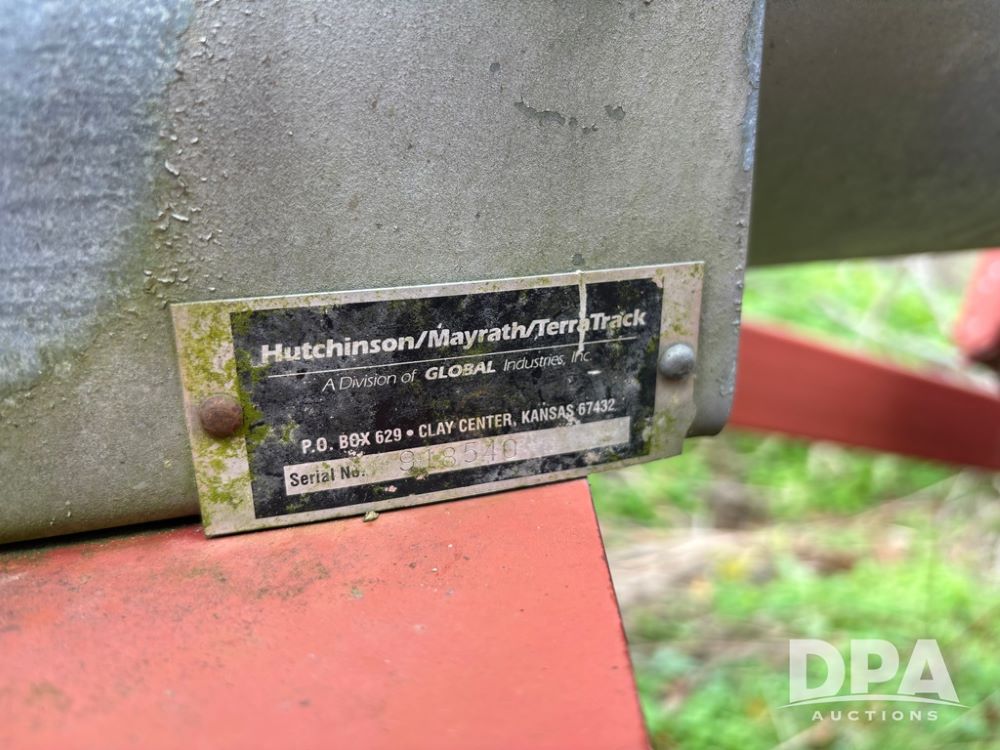 Hutchinson/Mayrath/TerraTrack
A Division of GLOBAL Industries, Inc.
P.O. BOX 629 • CLAY CENTER, KANSAS 67432
Serial No. 918540
DPA
AUCTIONS